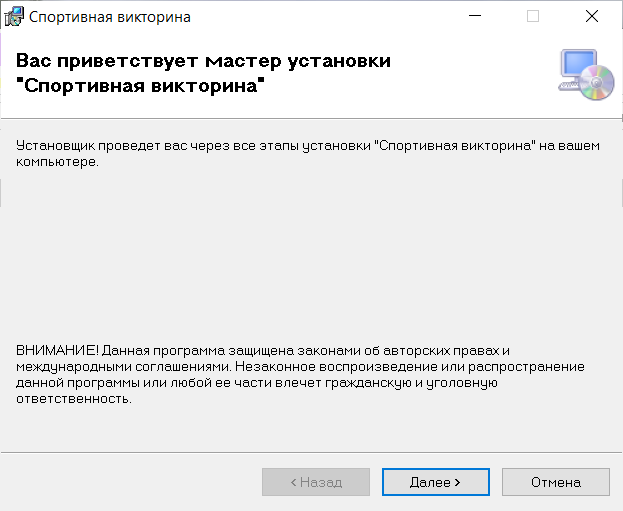 Спортивная викторина
Вас приветствует мастер установки
"Спортивная викторина"
Установщик проведет вас через все этапы установки "Спортивная викторина" на вашем
компьютере.
ВНИМАНИЕ! Данная программа защищена законами об авторских правах и
международными соглашениями. Незаконное воспроизведение или распространение
данной программы или любой ее части влечет гражданскую и уголовную
ответственность.
< Назад
Далее >
Отмена